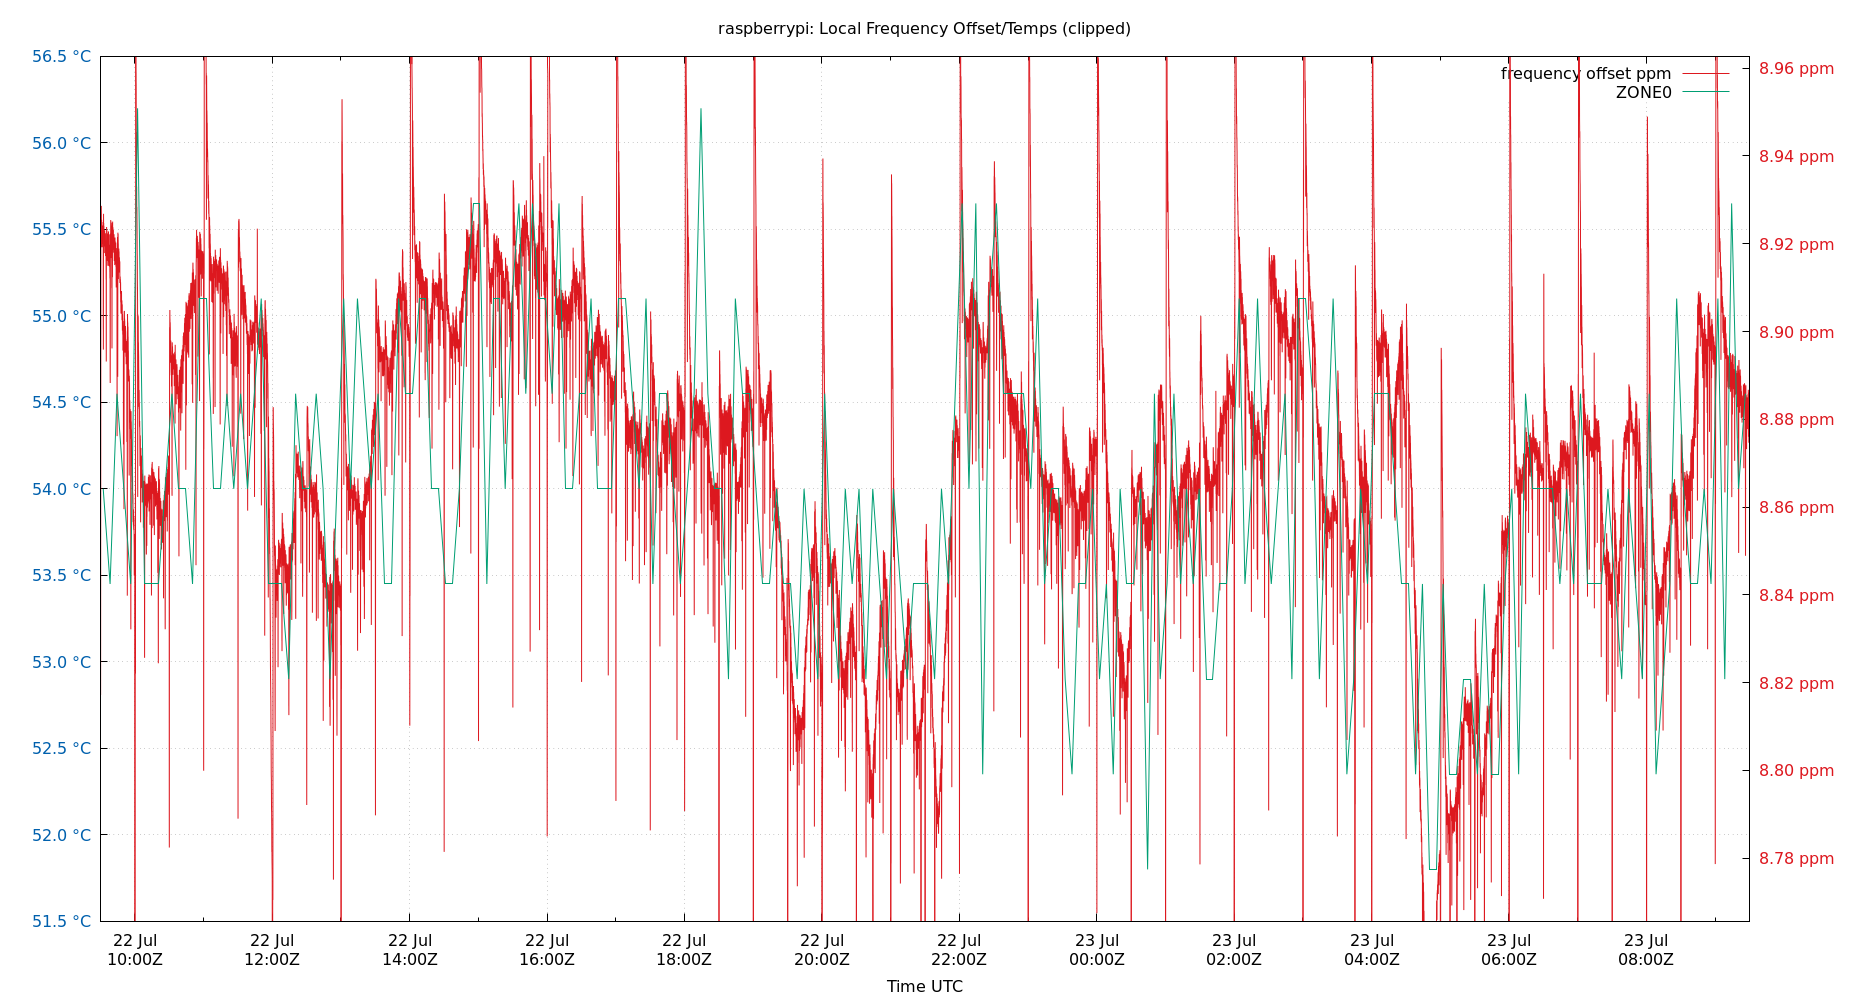 raspberrypi: Local Frequency Offset/Temps (clipped)
56.5 °C
56.0 °C
55.5 °C
55.0 °C
54.5 °C
54.0 °C
53.5 °C
53.0 °C
52.5 °C
52.0 °C
51.5 °C
frequency offset ppm
ZONE0
8.96 ppm
8.94 ppm
8.92 ppm
8.90 ppm
8.88 ppm
8.86 ppm
8.84 ppm
8.82 ppm
8.80 ppm
8.78 ppm
22 Jul 22 Jul 22 Jul 22 Jul 22 Jul 22 Jul 22 Jul 23 Jul 23 Jul 23 Jul 23 Jul 23 Jul
10:00Z 12:00Z 14:00Z 16:00Z 18:00Z 20:00Z 22:00Z 00:00Z 02:00Z 04:00Z 06:00Z 08:00Z
Time UTC